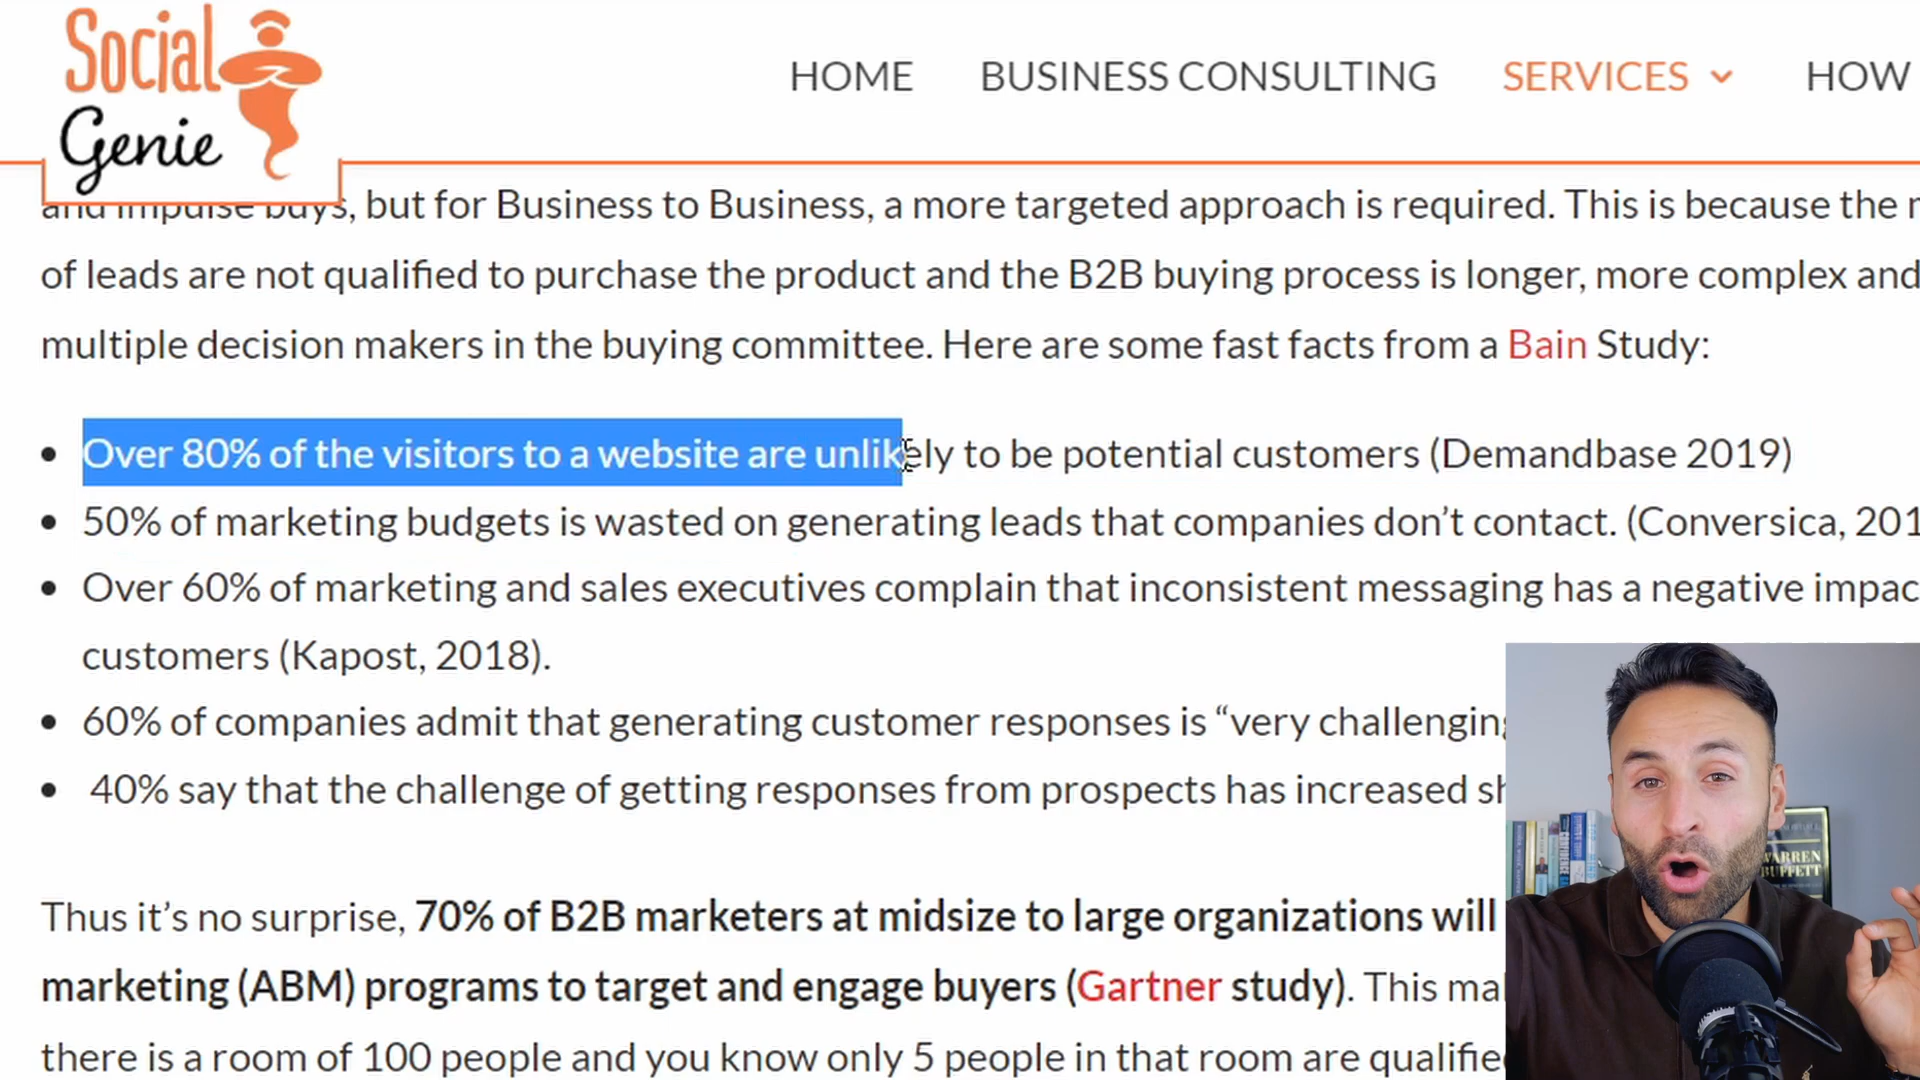 Social
Genie
HOME BUSINESS CONSULTING SERVICES HOW
and impulse buys, but for Business to Business, a more targeted approach is required. This is because the
of leads are not qualified to purchase the product and the B2B buying process is longer, more complex and
multiple decision makers in the buying committee. Here are some fast facts from a Bain Study:
• Over 80% of the visitors to a website are unlikely to be potential customers (Demandbase 2019)
• 50% of marketing budgets is wasted on generating leads that companies don’t contact. (Conversica, 201
• Over 60% of marketing and sales executives complain that inconsistent messaging has a negative impac
customers (Kapost, 2018).
• 60% of companies admit that generating customer responses is “very challenging
• 40% say that the challenge of getting responses from prospects has increased sh
Thus it’s no surprise, 70% of B2B marketers at midsize to large organizations will
marketing (ABM) programs to target and engage buyers (Gartner study). This ma
there is a room of 100 people and you know only 5 people in that room are qualifie
WARREN
BUFFETT